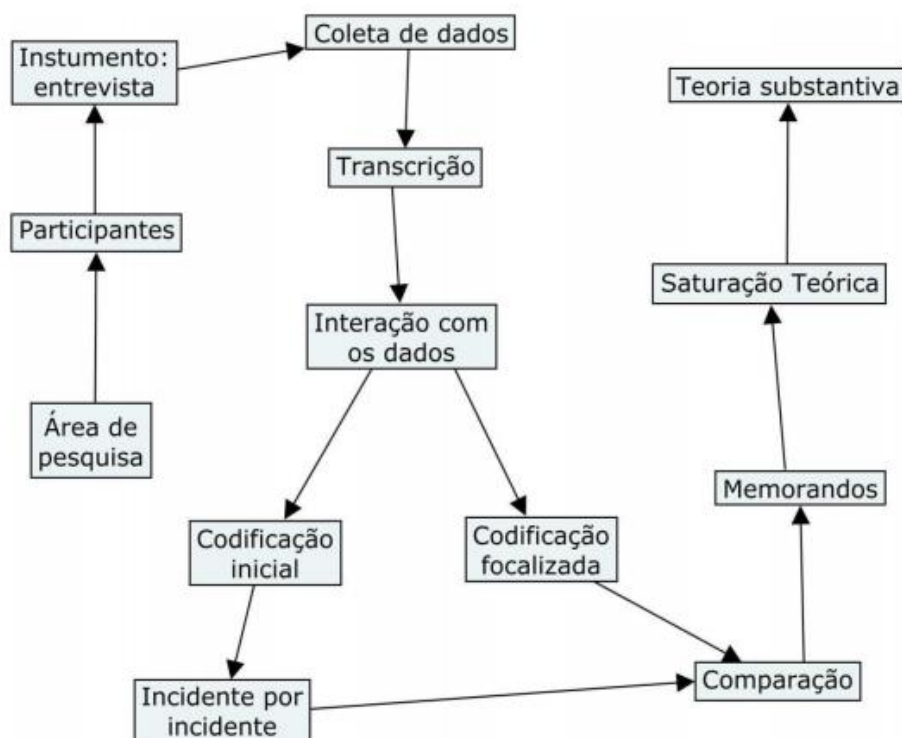 Coleta de dados
Instumento:
entrevista
Teoria substantiva
Transcrição
Participantes
Saturação Teórica
Interação com
os dados
Área de
pesquisa
Memorandos
Codificação
inicial
Codificação
focalizada
Comparação
Incidente por
incidente